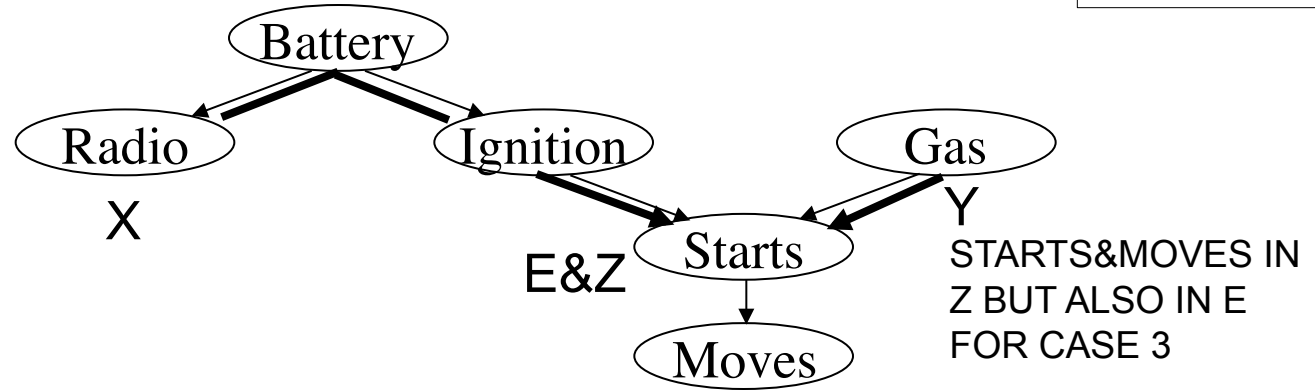 Battery
Radio
Ignition
Gas
X
Y
Starts
E&Z
STARTS&MOVES IN
Z BUT ALSO IN E
FOR CASE 3
Moves